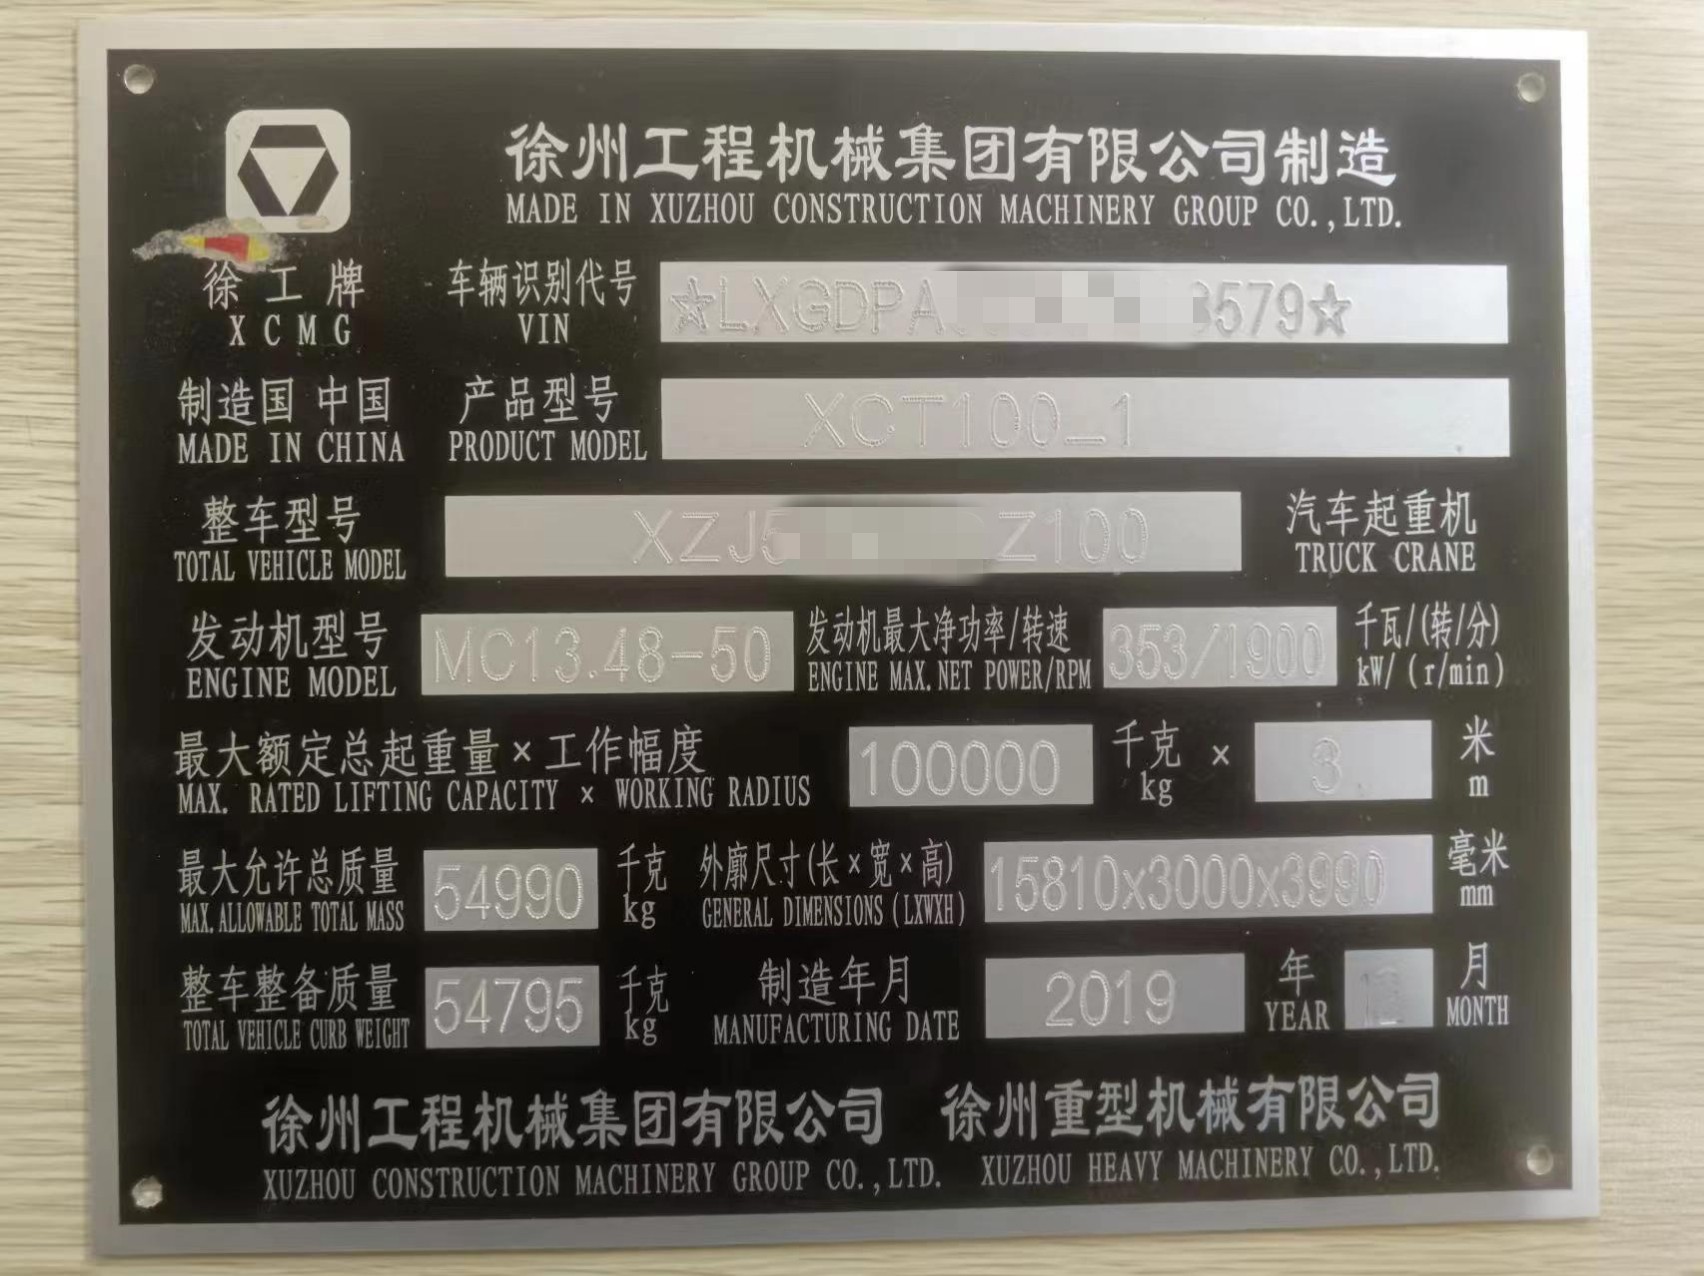 徐州工程机械集团有限公司制造
MADE IN XUZHOU CONSTRUCTION MACHINERY GROUP CO.,LTD.
徐工牌 车辆识别代号 ☆LXGDPA 3579☆
XCMG VIN
制造国 中国 产品型号 XCT100_1
MADE IN CHINA PRODUCT MODEL
整车型号 XZJ5 Z100 汽车起重机
TOTAL VEHICLE MODEL TRUCK CRANE
发动机型号 MC13.48-50 发动机最大净功率/转速 353/1900 千瓦/(转/分)
ENGINE MODEL ENGINE MAX. NET POWER/RPM kW/(r/min)
最大额定总起重量×工作幅度 100000 千克 × 3 米
MAX. RATED LIFTING CAPACITY × WORKING RADIUS kg m
最大允许总质量 54990 千克 外廓尺寸(长×宽×高) 15810x3000x3990 毫米
MAX. ALLOWABLE TOTAL MASS kg GENERAL DIMENSIONS (LXWXH) mm
整车整备质量 54795 千克 制造年月 2019 年 月
TOTAL VEHICLE CURB WEIGHT kg MANUFACTURING DATE YEAR MONTH
徐州工程机械集团有限公司 徐州重型机械有限公司
XUZHOU CONSTRUCTION MACHINERY GROUP CO.,LTD. XUZHOU HEAVY MACHINERY CO.,LTD.